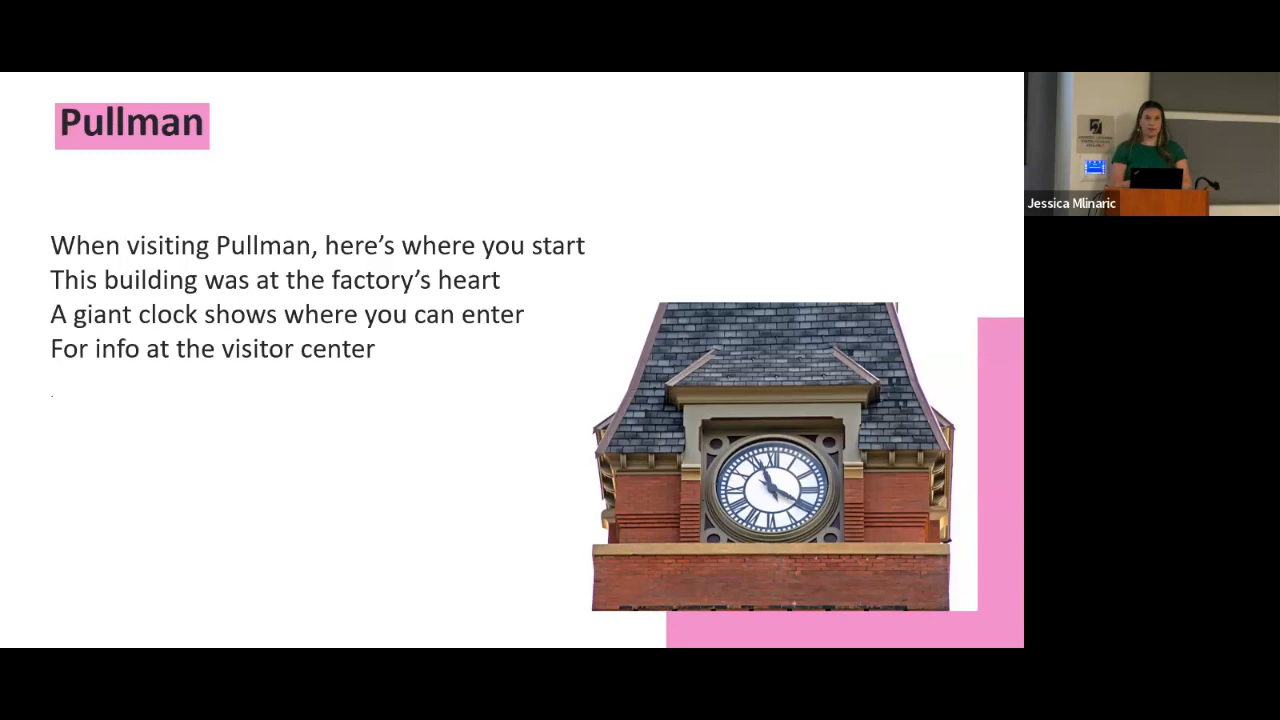 Pullman
When visiting Pullman, here’s where you start
This building was at the factory’s heart
A giant clock shows where you can enter
For info at the visitor center
.
Jessica Mlinaric